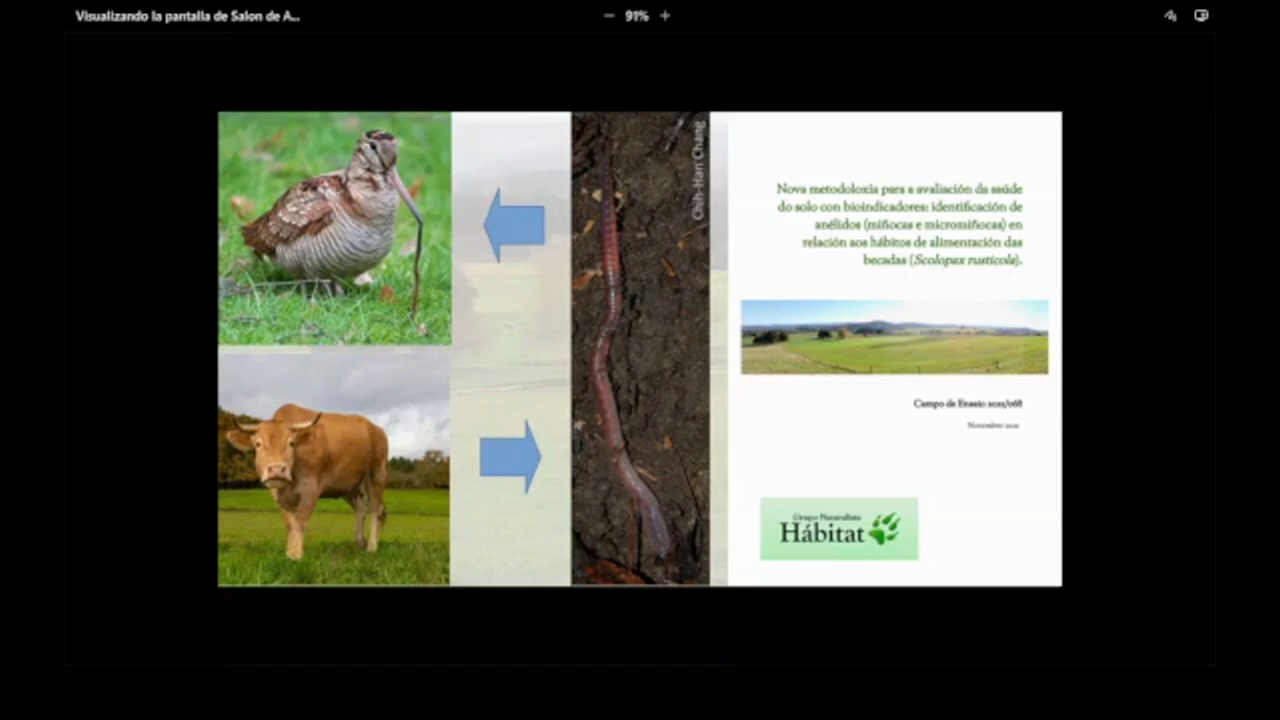 Visualizando la pantalla de Salon de A...
91%
Chih-Han Chang
Nova metodoloxía para a avaliación da saúde
do solo con bioindicadores: identificación de
anélidos (miñocas e micromiñocas) en
relación aos hábitos de alimentación das
becadas (Scolopax rusticola).
Campo de Ensaio
Novembro
Grupo Naturalista
Hábitat